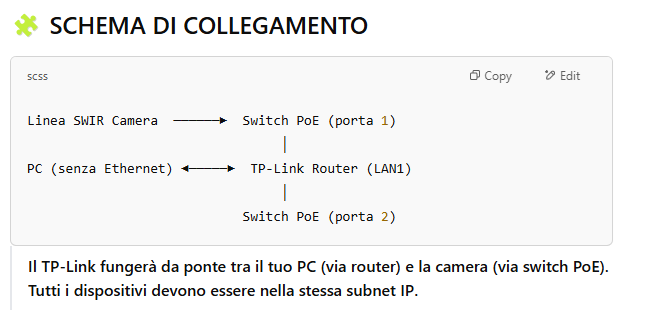 🧩 SCHEMA DI COLLEGAMENTO
scss
Copy
Edit
Linea SWIR Camera ──────► Switch PoE (porta 1)
│
PC (senza Ethernet) ◄─────► TP-Link Router (LAN1)
│
Switch PoE (porta 2)
Il TP-Link fungerà da ponte tra il tuo PC (via router) e la camera (via switch PoE).
Tutti i dispositivi devono essere nella stessa subnet IP.